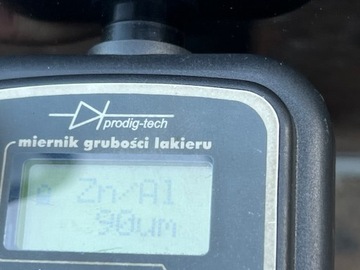 prodig-tech
miernik grubości lakieru
Zn/Al
90um